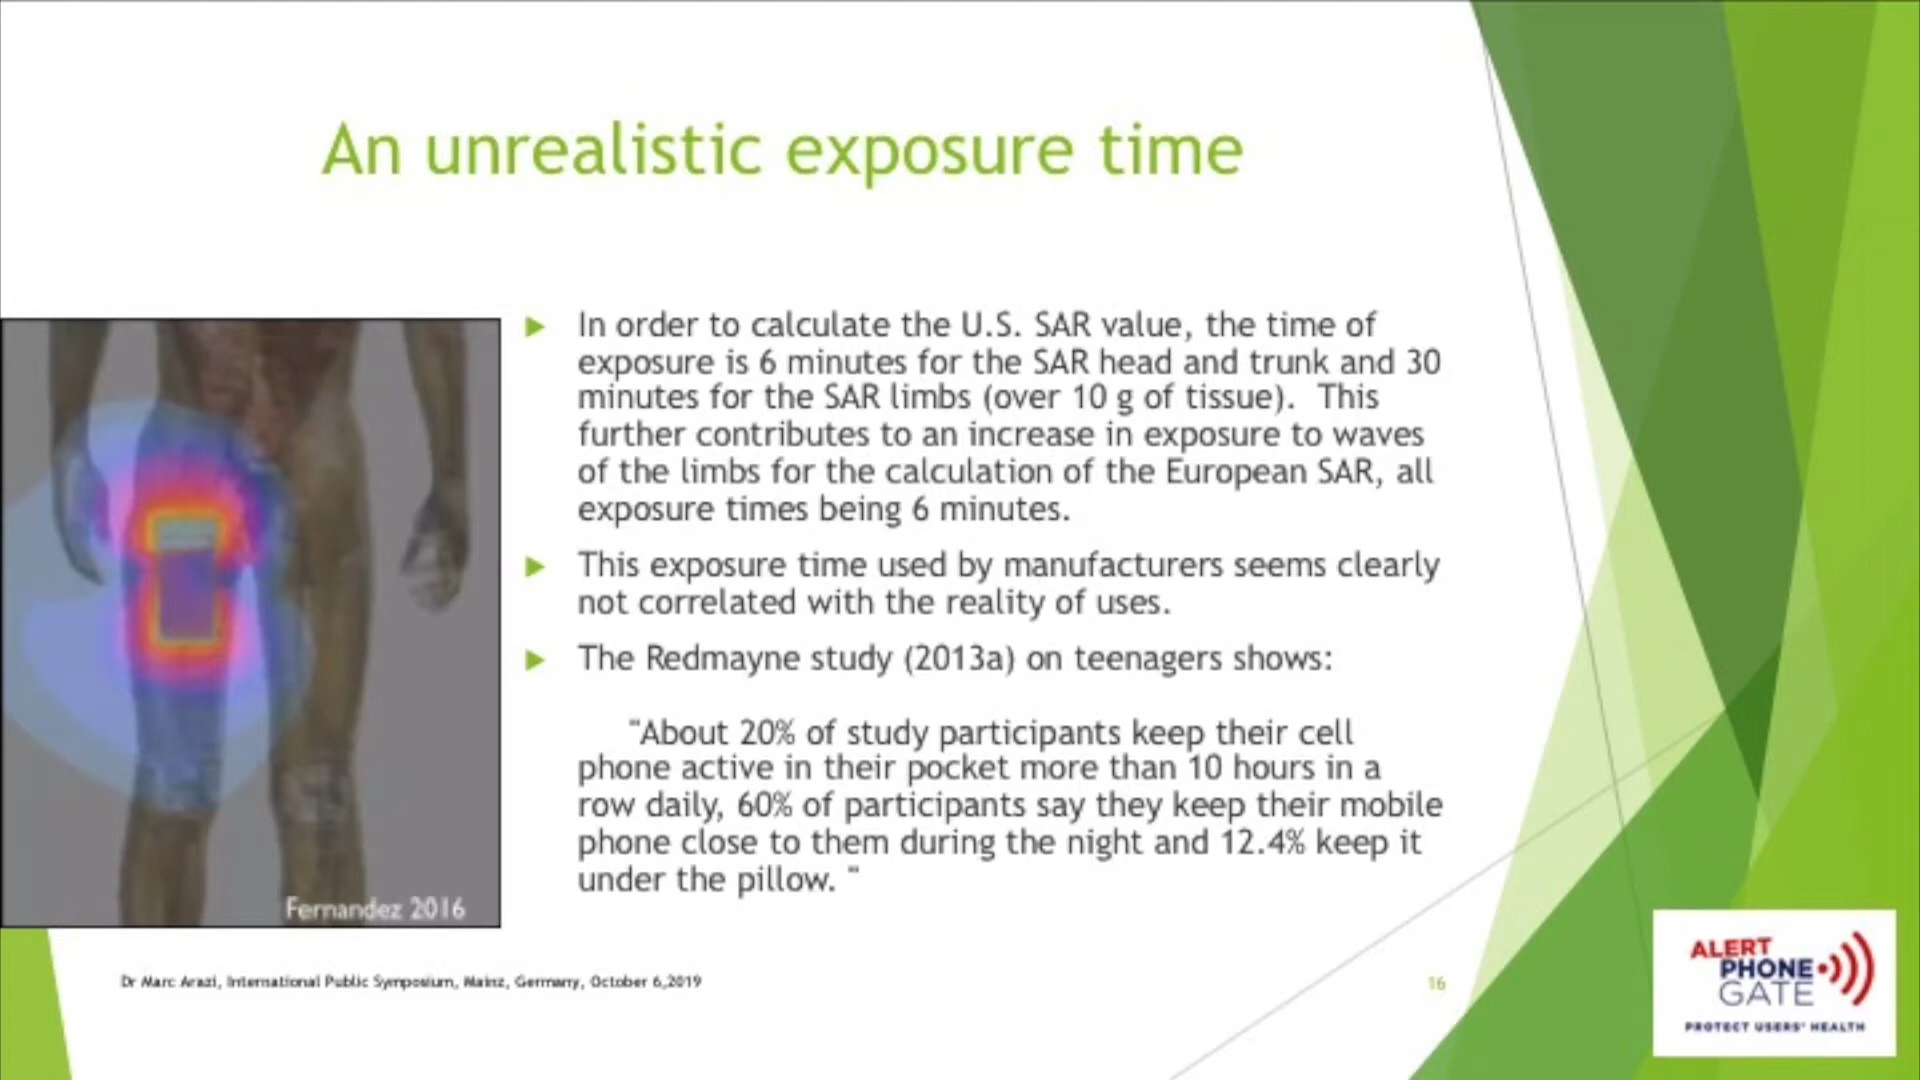 An unrealistic exposure time
In order to calculate the U.S. SAR value, the time of
exposure is 6 minutes for the SAR head and trunk and 30
minutes for the SAR limbs (over 10 g of tissue). This
further contributes to an increase in exposure to waves
of the limbs for the calculation of the European SAR, all
exposure times being 6 minutes.
This exposure time used by manufacturers seems clearly
not correlated with the reality of uses.
The Redmayne study (2013a) on teenagers shows:
"About 20% of study participants keep their cell
phone active in their pocket more than 10 hours in a
row daily, 60% of participants say they keep their mobile
phone close to them during the night and 12.4% keep it
under the pillow. "
Fernandez 2016
Dr Marc Arazi, International Public Symposium, Mainz, Germany, October 6,2019
16
ALERT
PHONE
GATE
PROTECT USERS' HEALTH